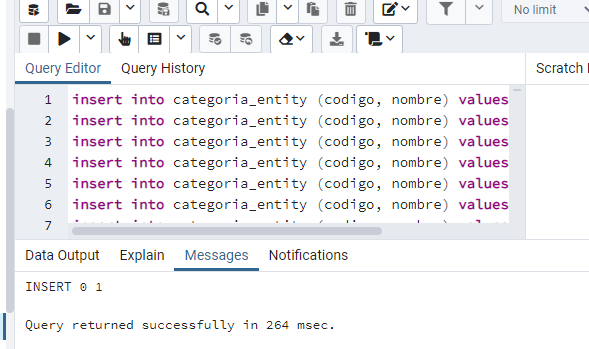 No limit
Query Editor Query History Scratch
1 insert into categoria_entity (codigo, nombre) values
2 insert into categoria_entity (codigo, nombre) values
3 insert into categoria_entity (codigo, nombre) values
4 insert into categoria_entity (codigo, nombre) values
5 insert into categoria_entity (codigo, nombre) values
6 insert into categoria_entity (codigo, nombre) values
7
Data Output Explain Messages Notifications
INSERT 0 1
Query returned successfully in 264 msec.